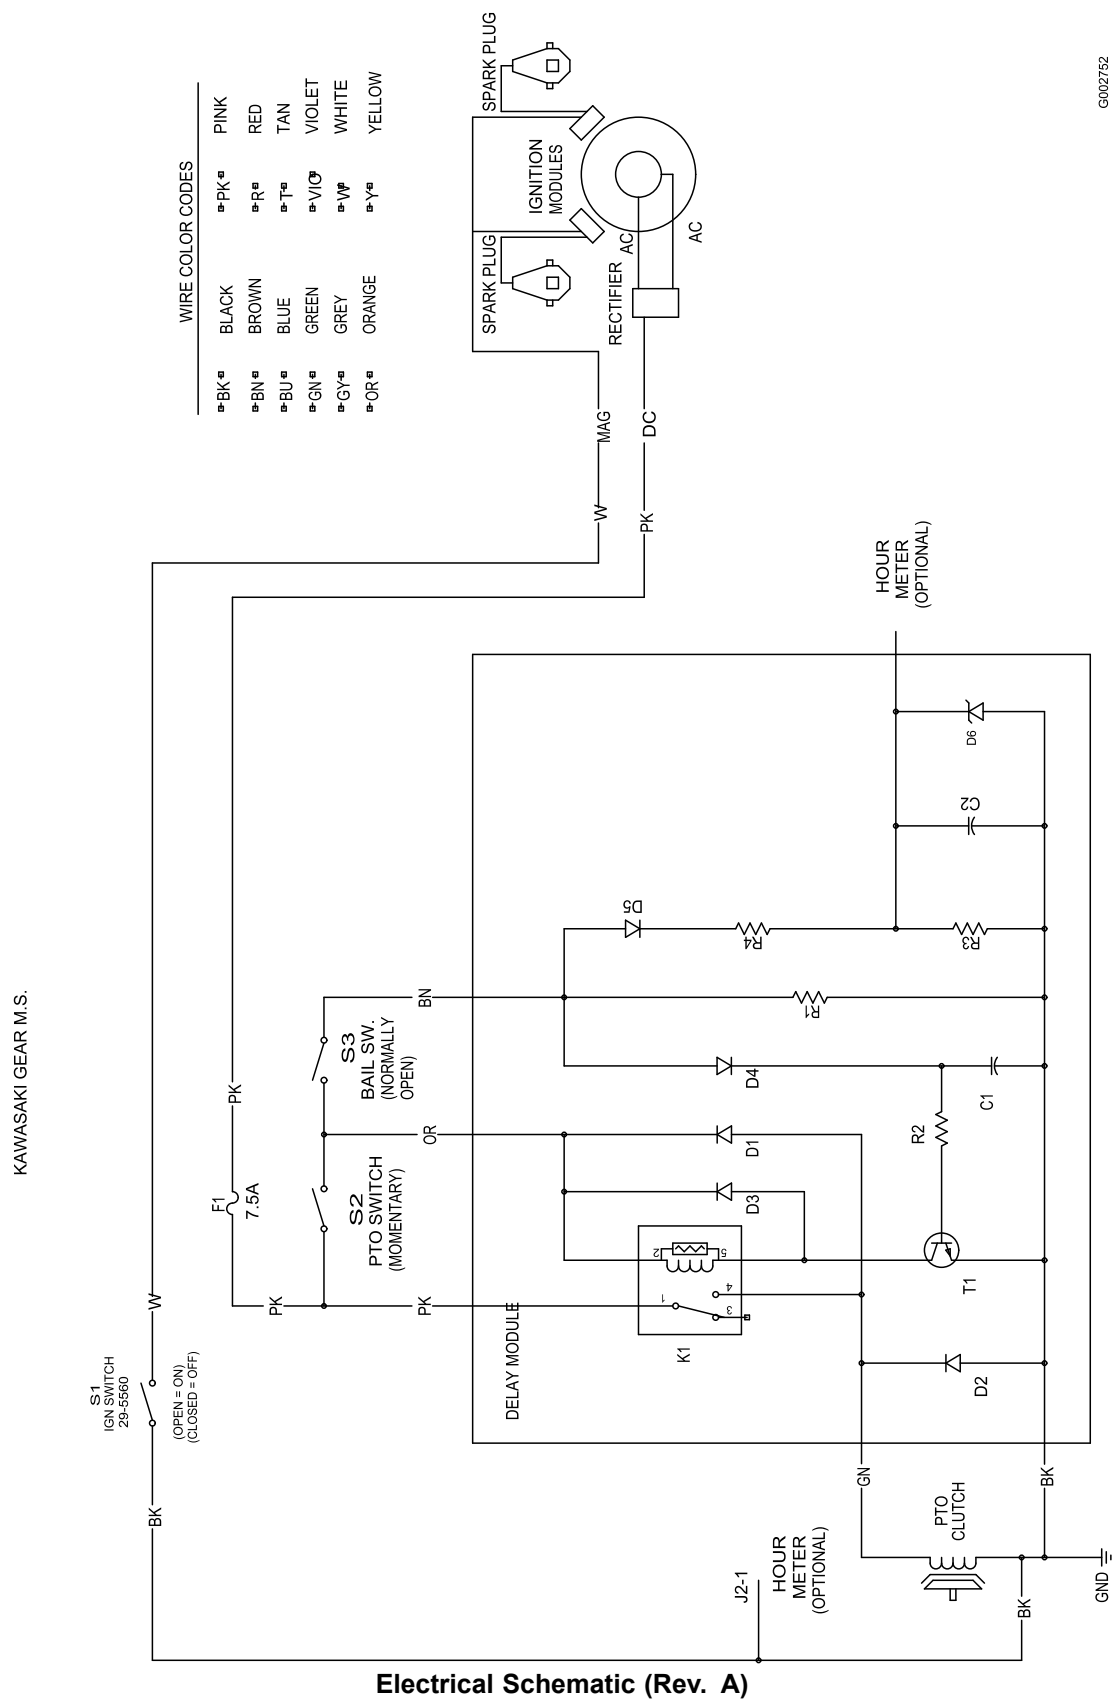 KAWASAKI GEAR M.S.
WIRE COLOR CODES
BK BLACK PK PINK
BN BROWN R RED
BU BLUE T TAN
GN GREEN VIO VIOLET
GY GREY W WHITE
OR ORANGE Y YELLOW
SPARK PLUG
SPARK PLUG
IGNITION
MODULES
AC
AC
RECTIFIER
MAG
W
DC
PK
S1
IGN SWITCH
29-5560
(OPEN = ON)
(CLOSED = OFF)
W
BK
F1
7.5A
PK
PK
PK
S2
PTO SWITCH
(MOMENTARY)
S3
BAIL SW.
(NORMALLY
OPEN)
OR
BN
HOUR
METER
(OPTIONAL)
DELAY MODULE
K1
1
2
3
4
5
D3
D1
D4
R1
D5
R4
R3
C2
D6
R2
C1
T1
D2
GN
BK
PTO
CLUTCH
J2-1
HOUR
METER
(OPTIONAL)
BK
GND
G002752
Electrical Schematic (Rev. A)